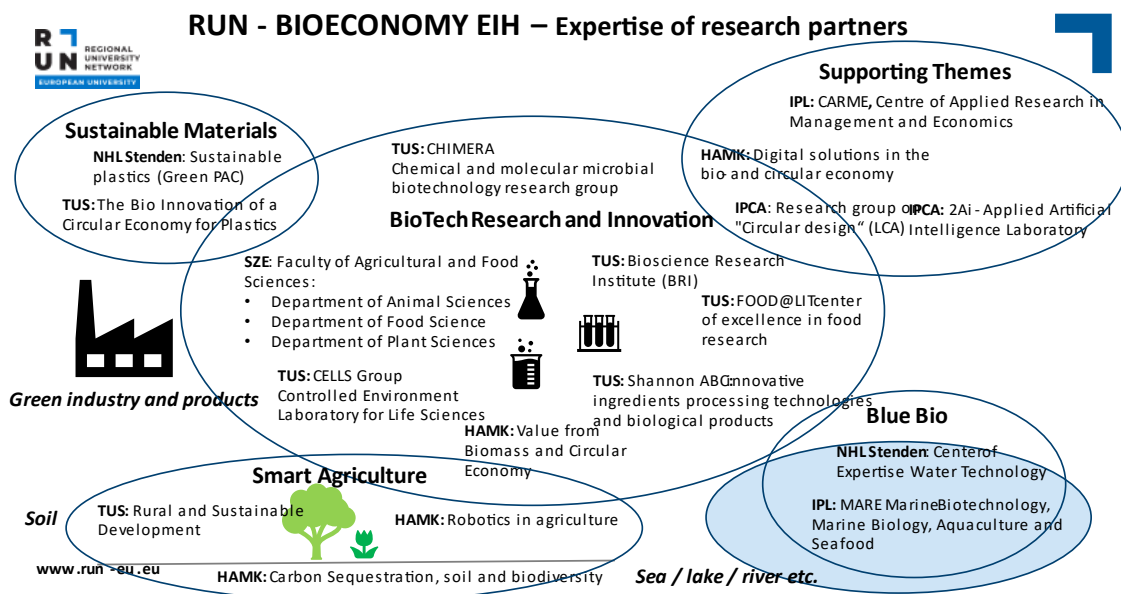 RUN - BIOECONOMY EIH – Expertise of research partners
R UN
REGIONAL
UNIVERSITY
NETWORK
EUROPEAN UNIVERSITY
Supporting Themes
IPL: CARME, Centre of Applied Research in
Management and Economics
HAMK: Digital solutions in the
bio- and circular economy
IPCA: Research group on
"Circular design“ (LCA)
IPCA: 2Ai - Applied Artificial
Intelligence Laboratory
Sustainable Materials
NHL Stenden: Sustainable
plastics (Green PAC)
TUS: The Bio Innovation of a
Circular Economy for Plastics
TUS: CHIMERA
Chemical and molecular microbial
biotechnology research group
BioTech Research and Innovation
SZE: Faculty of Agricultural and Food
Sciences:
• Department of Animal Sciences
• Department of Food Science
• Department of Plant Sciences
TUS: Bioscience Research
Institute (BRI)
TUS: FOOD@LIT center
of excellence in food
research
TUS: CELLS Group
Controlled Environment
Laboratory for Life Sciences
TUS: Shannon ABC: innovative
ingredients processing technologies
and biological products
HAMK: Value from
Biomass and Circular
Economy
Green industry and products
Blue Bio
NHL Stenden: Center of
Expertise Water Technology
IPL: MARE Marine Biotechnology,
Marine Biology, Aquaculture and
Seafood
Smart Agriculture
Soil
TUS: Rural and Sustainable
Development
HAMK: Robotics in agriculture
www.run-eu.eu
HAMK: Carbon Sequestration, soil and biodiversity
Sea / lake / river etc.